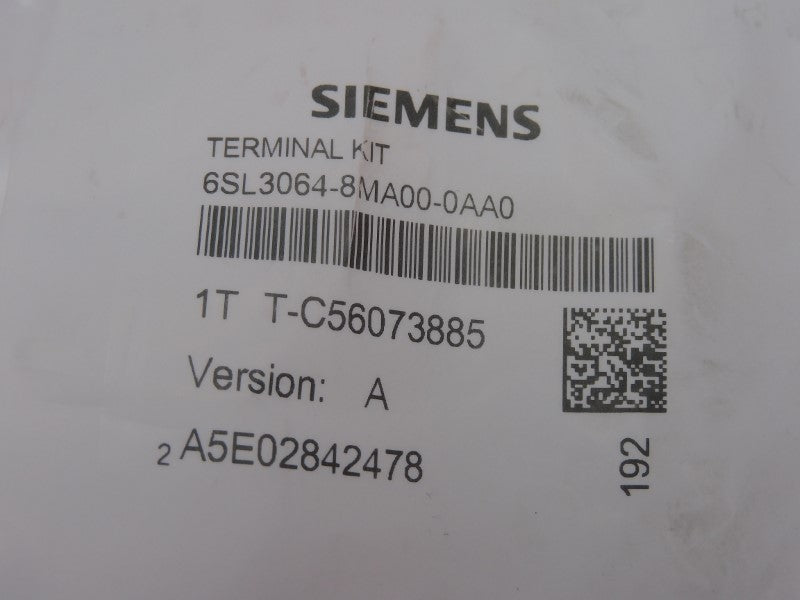 SIEMENS
TERMINAL KIT
6SL3064-8MA00-0AA0
1T T-C56073885
Version: A
2 A5E02842478
192